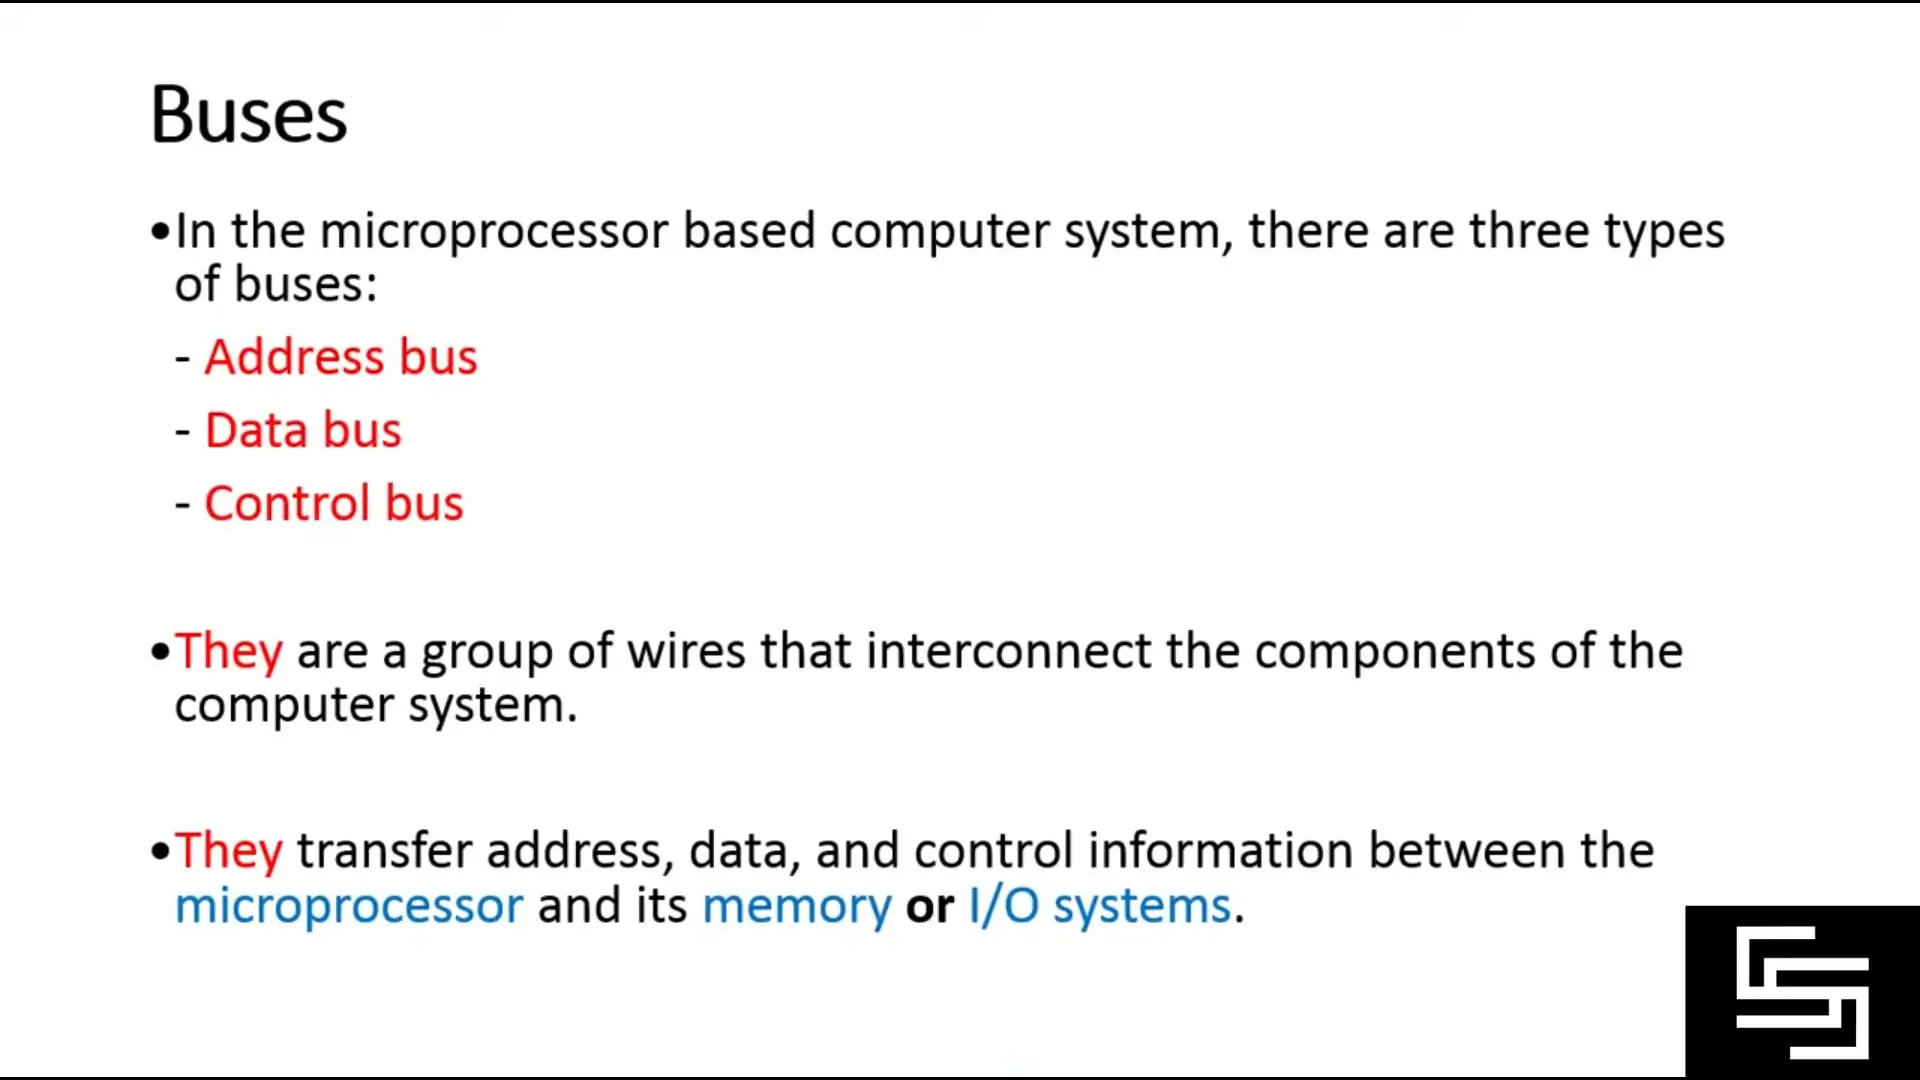 Buses
•In the microprocessor based computer system, there are three types
of buses:
- Address bus
- Data bus
- Control bus
•They are a group of wires that interconnect the components of the
computer system.
•They transfer address, data, and control information between the
microprocessor and its memory or I/O systems.